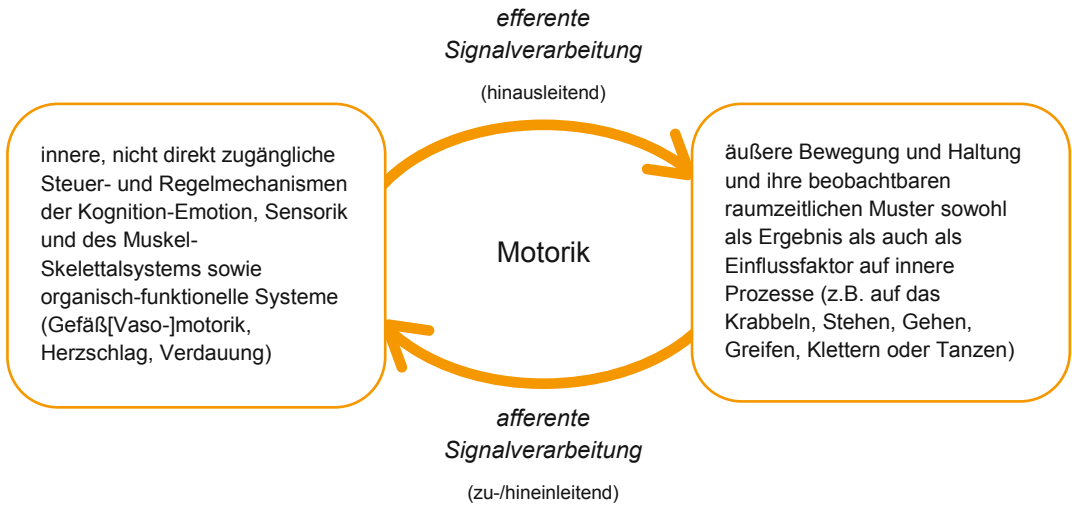 efferente
Signalverarbeitung
(hinausleitend)
innere, nicht direkt zugängliche
Steuer- und Regelmechanismen
der Kognition-Emotion, Sensorik
und des Muskel-
Skelettalsystems sowie
organisch-funktionelle Systeme
(Gefäß[Vaso-]motorik,
Herzschlag, Verdauung)
Motorik
äußere Bewegung und Haltung
und ihre beobachtbaren
raumzeitlichen Muster sowohl
als Ergebnis als auch als
Einflussfaktor auf innere
Prozesse (z.B. auf das
Krabbeln, Stehen, Gehen,
Greifen, Klettern oder Tanzen)
afferente
Signalverarbeitung
(zu-/hineinleitend)